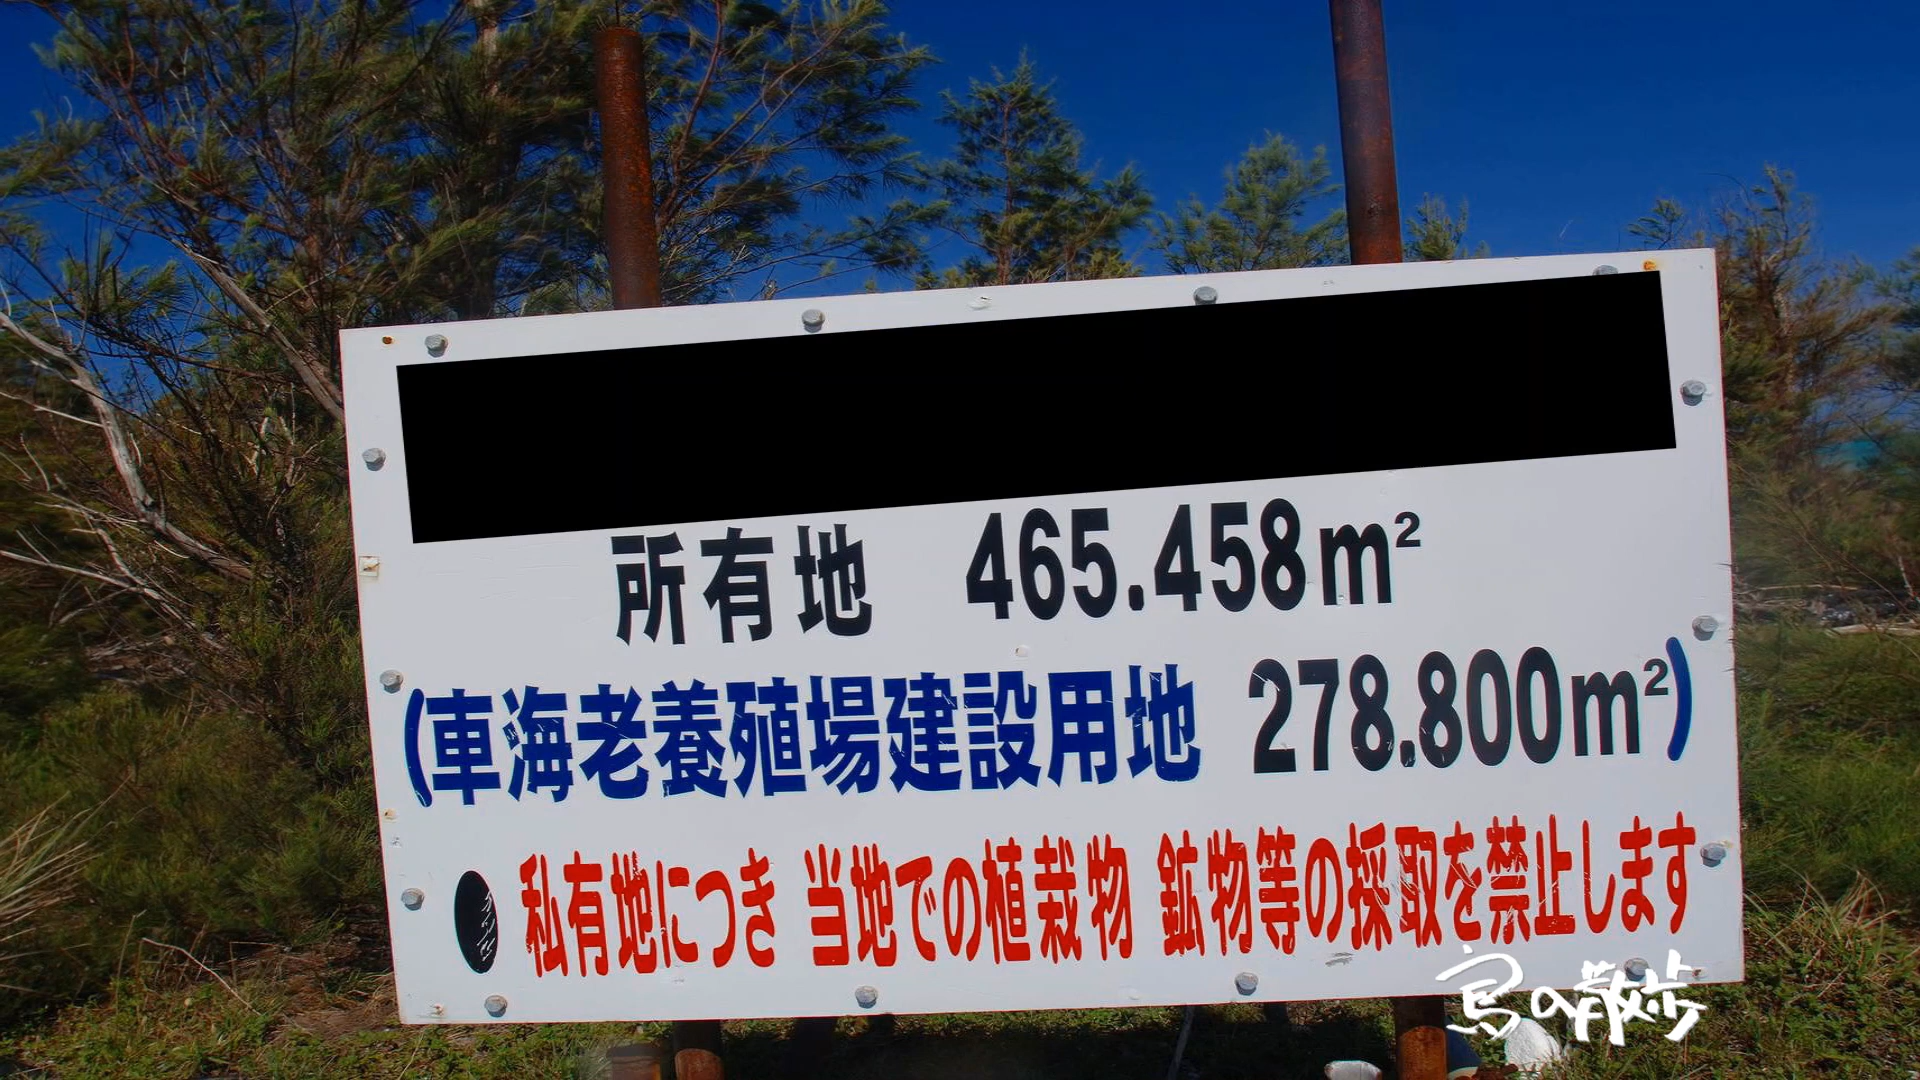 所有地 465.458m²
(車海老養殖場建設用地 278.800m²)
●私有地につき 当地での植栽物 鉱物等の採取を禁止します
島の散歩